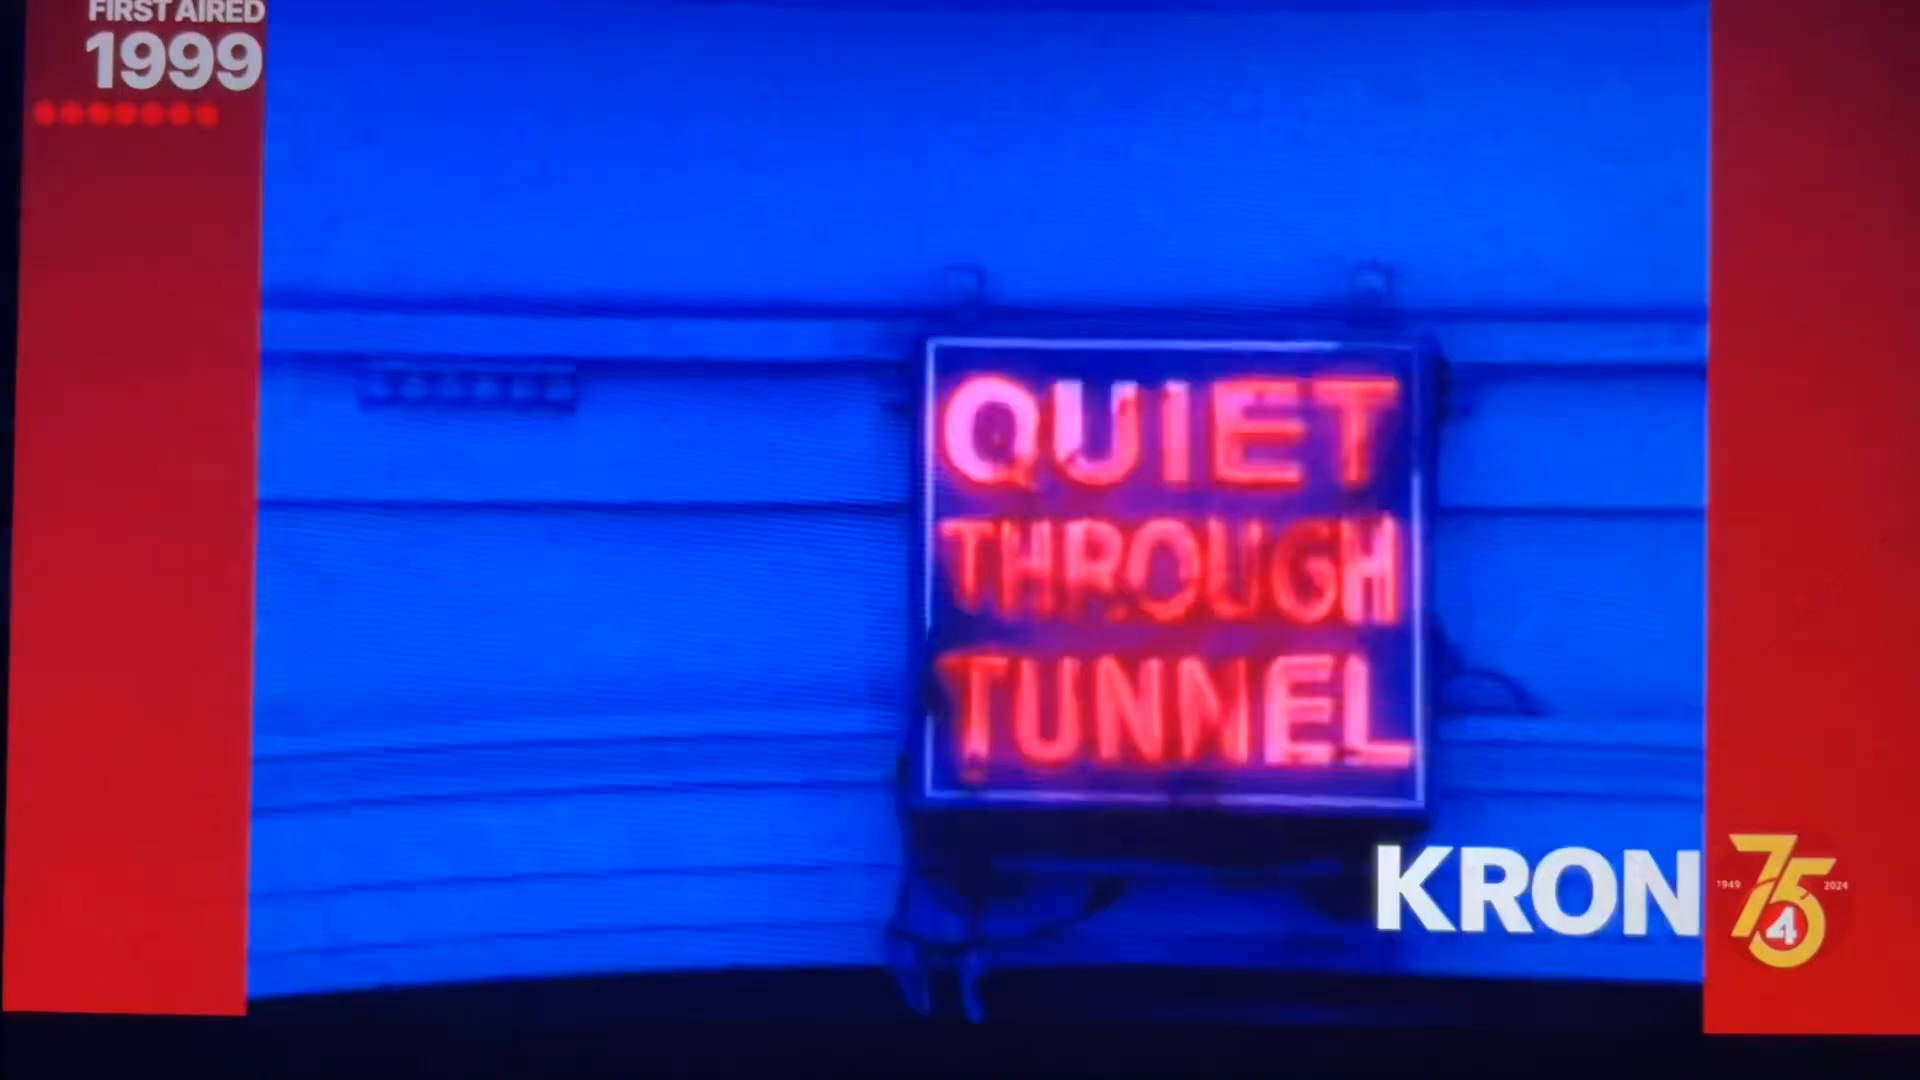 FIRST AIRED
1999
QUIET
THROUGH
TUNNEL
KRON
1949 75 2024
4